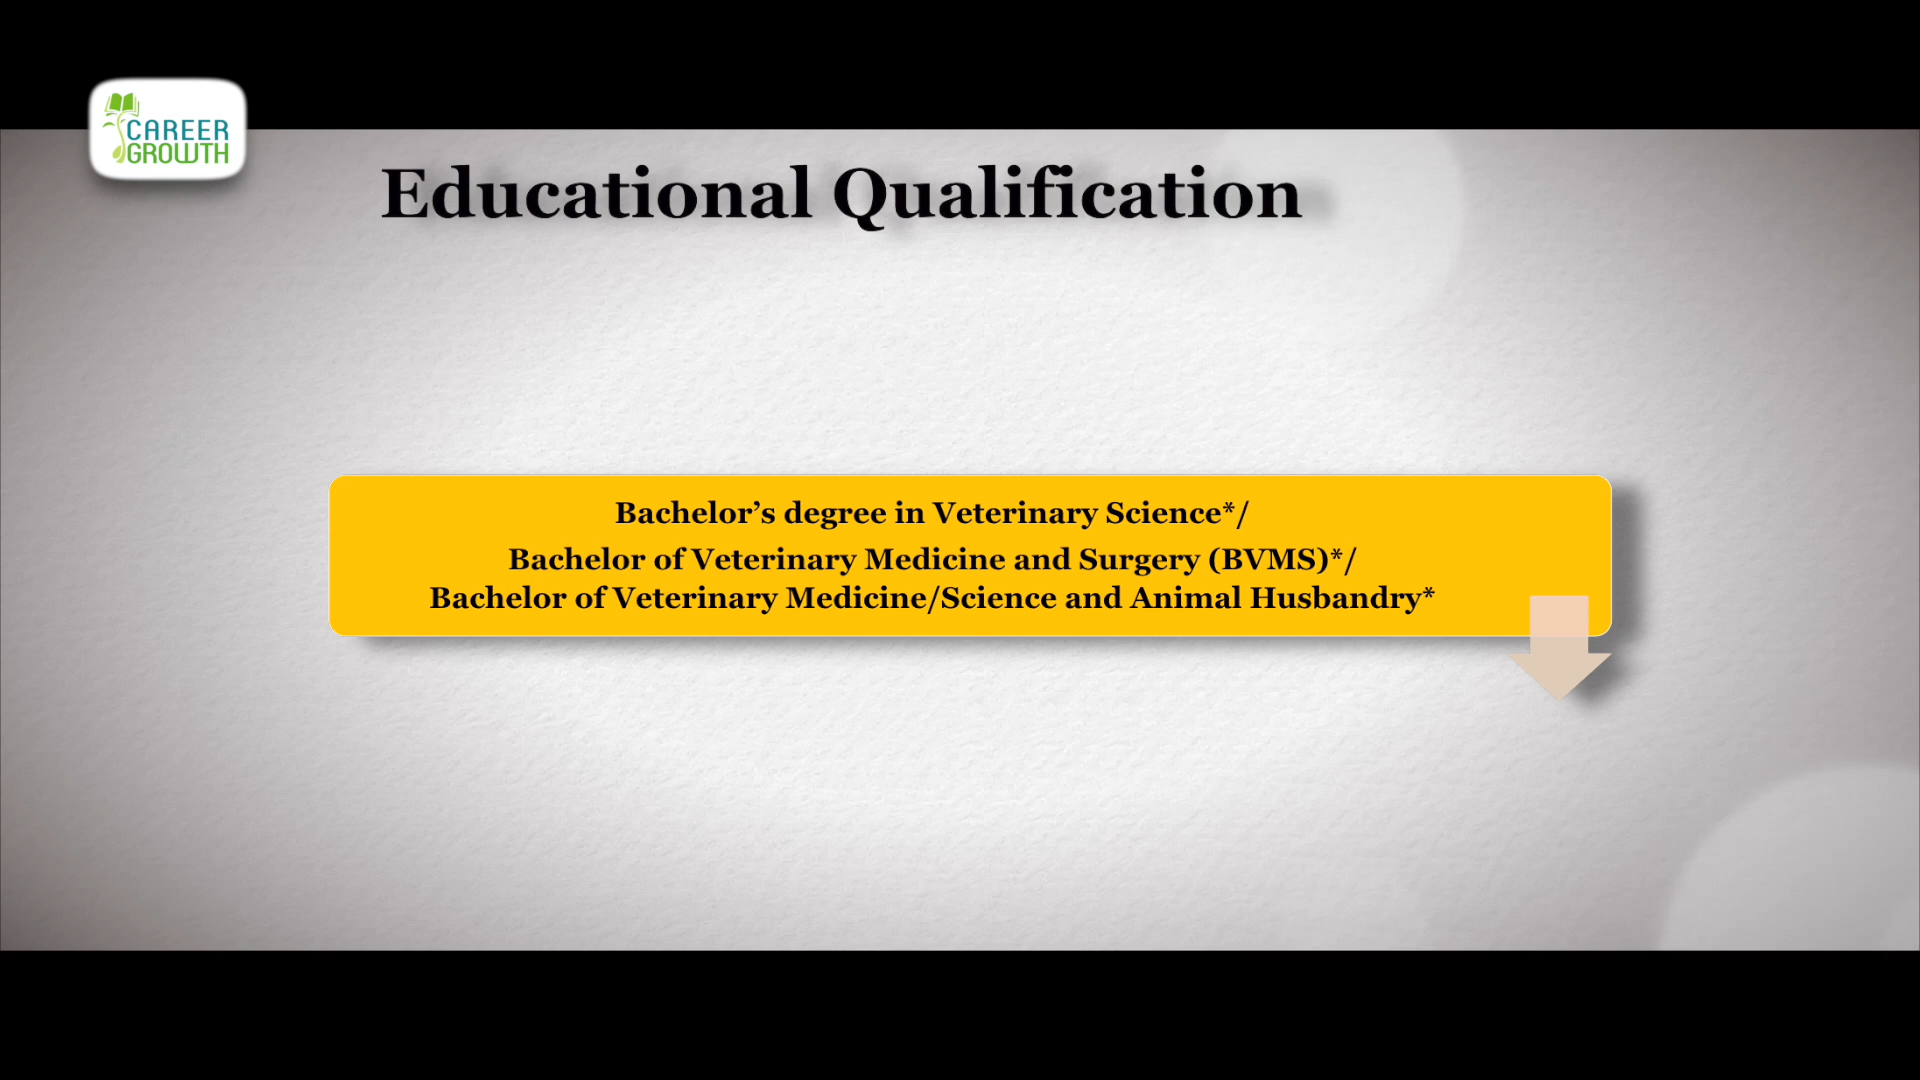 CAREER
GROWTH
Educational Qualification
Bachelor’s degree in Veterinary Science*/
Bachelor of Veterinary Medicine and Surgery (BVMS)*/
Bachelor of Veterinary Medicine/Science and Animal Husbandry*